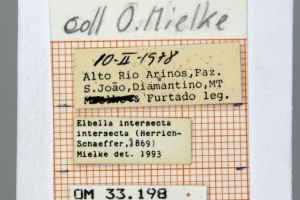 Coll O. Mielke
10-II-1978
Alto Rio Arinos, Faz.
S.João, Diamantino, MT
& Furtado leg.
Elbella intersecta
intersecta (Herrich-
Schaeffer, 1869)
Mielke det. 1993
OM 33.198